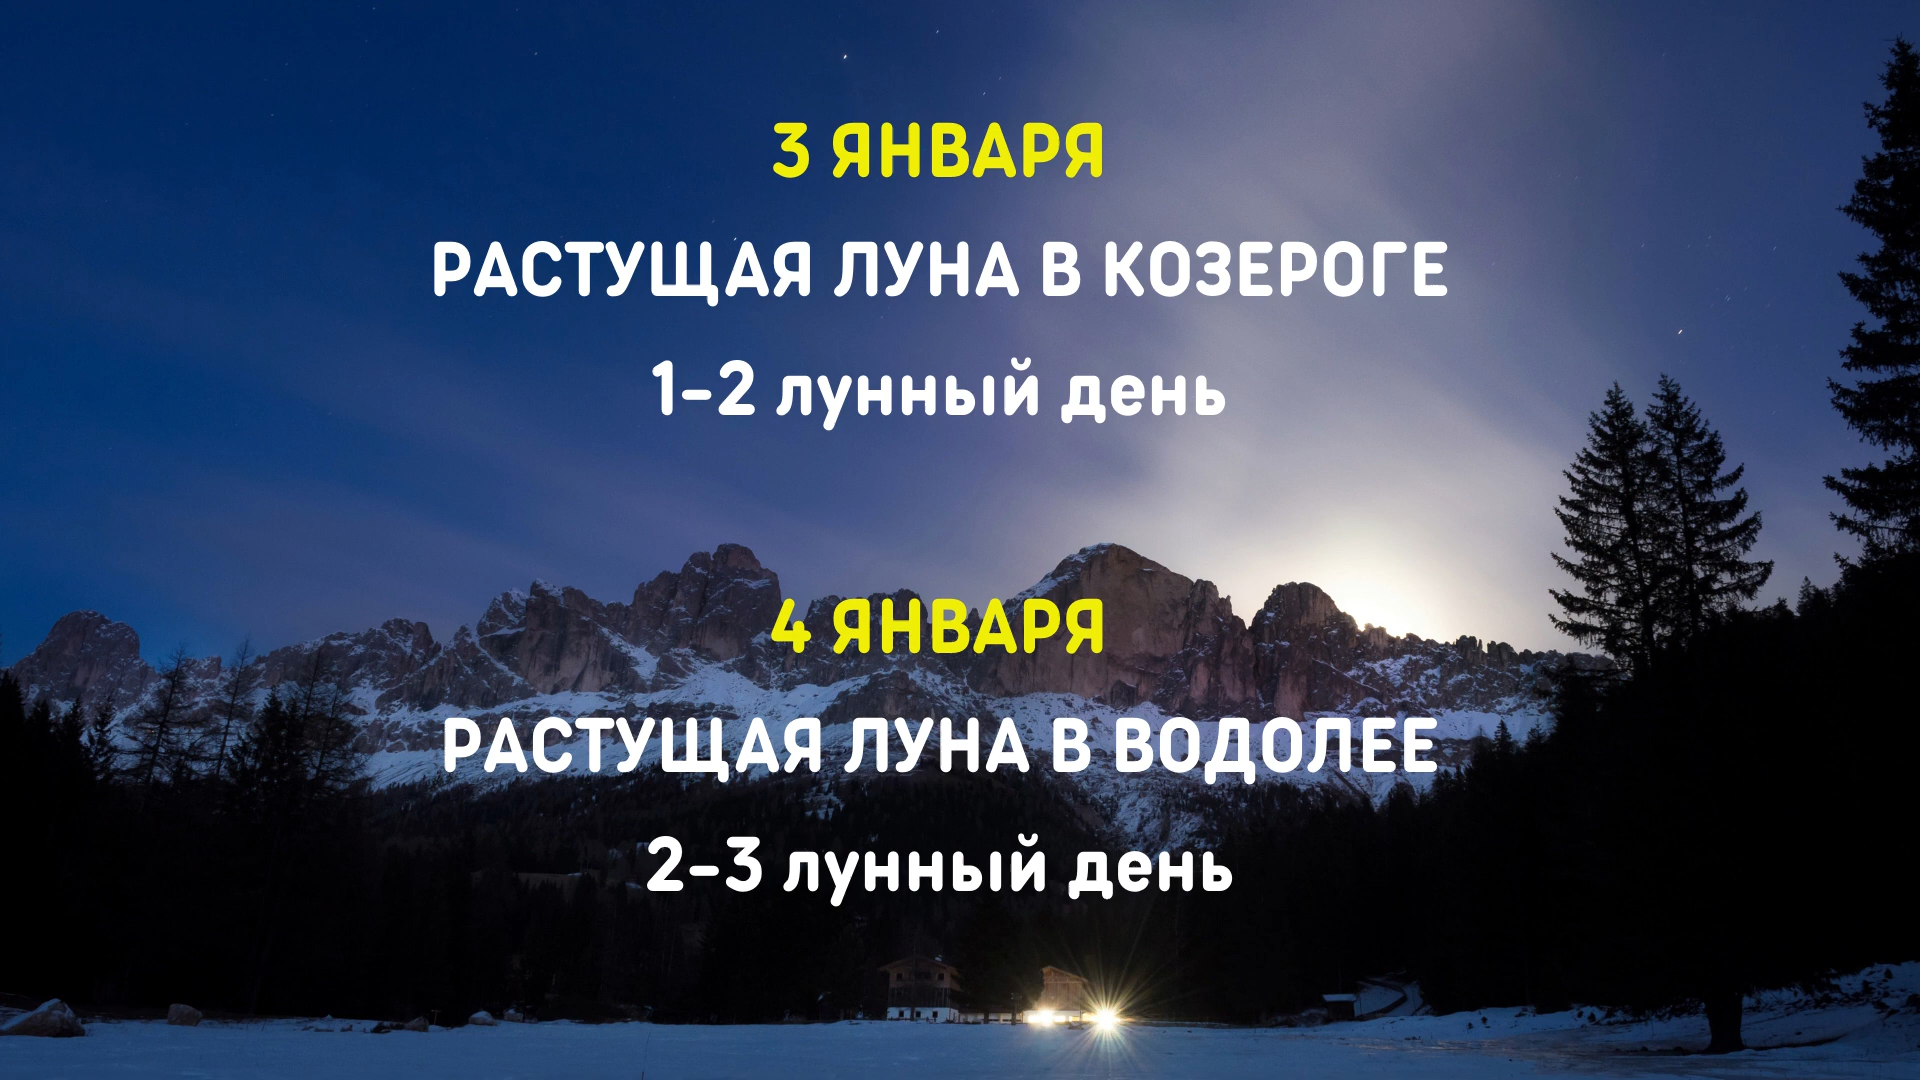 3 ЯНВАРЯ
РАСТУЩАЯ ЛУНА В КОЗЕРОГЕ
1-2 лунный день
4 ЯНВАРЯ
РАСТУЩАЯ ЛУНА В ВОДОЛЕЕ
2-3 лунный день